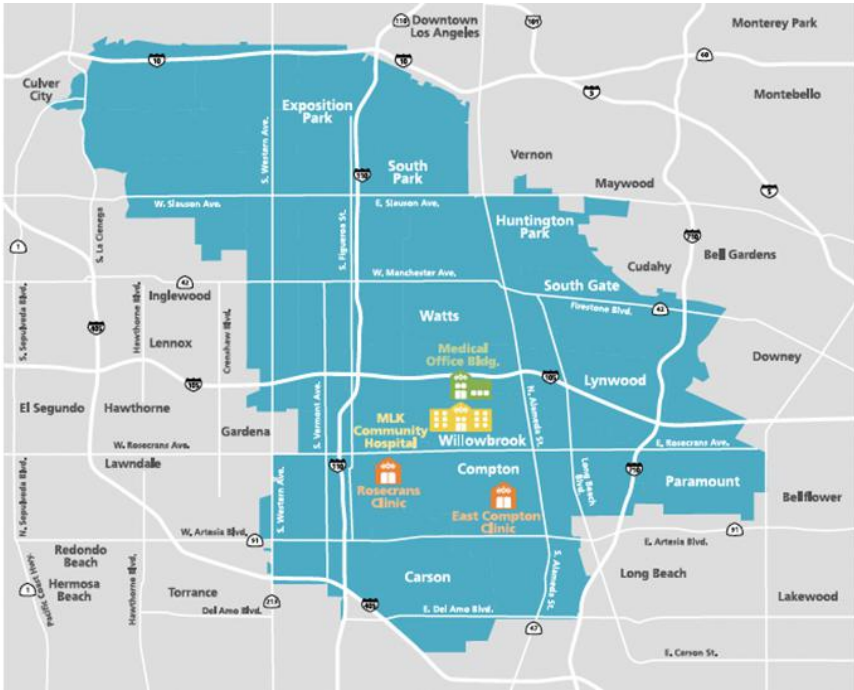 Downtown
Los Angeles
110
101
Monterey Park
10
10
60
Culver
City
5
Montebello
Exposition
Park
S. Western Ave.
Vernon
South
Park
110
Maywood
5
W. Slauson Ave.
E. Slauson Ave.
S. La Cienega
S. Figueroa St.
Huntington
Park
710
Bell Gardens
1
Cudahy
W. Manchester Ave.
42
Inglewood
South Gate
Firestone Blvd.
42
S. Sepulveda Blvd.
Hawthorne Blvd.
Crenshaw Blvd.
405
Lennox
Watts
Medical
Office Bldg.
Downey
105
105
Lynwood
El Segundo
Hawthorne
S. Vermont Ave.
MLK
Community
Hospital
N. Alameda St.
Gardena
Willowbrook
W. Rosecrans Ave.
E. Rosecrans Ave.
Lawndale
110
Compton
Long Beach
Blvd.
710
Paramount
N. Sepulveda Blvd.
S. Western Ave.
Rosecrans
Clinic
East Compton
Clinic
Bellflower
W. Artesia Blvd.
91
91
E. Artesia Blvd.
Redondo
Beach
Hermosa
Beach
1
Pacific Coast Hwy.
Hawthorne Blvd.
Torrance
213
Del Amo Blvd.
Carson
405
E. Del Amo Blvd.
S. Alameda St.
47
Long Beach
Lakewood
E. Carson St.